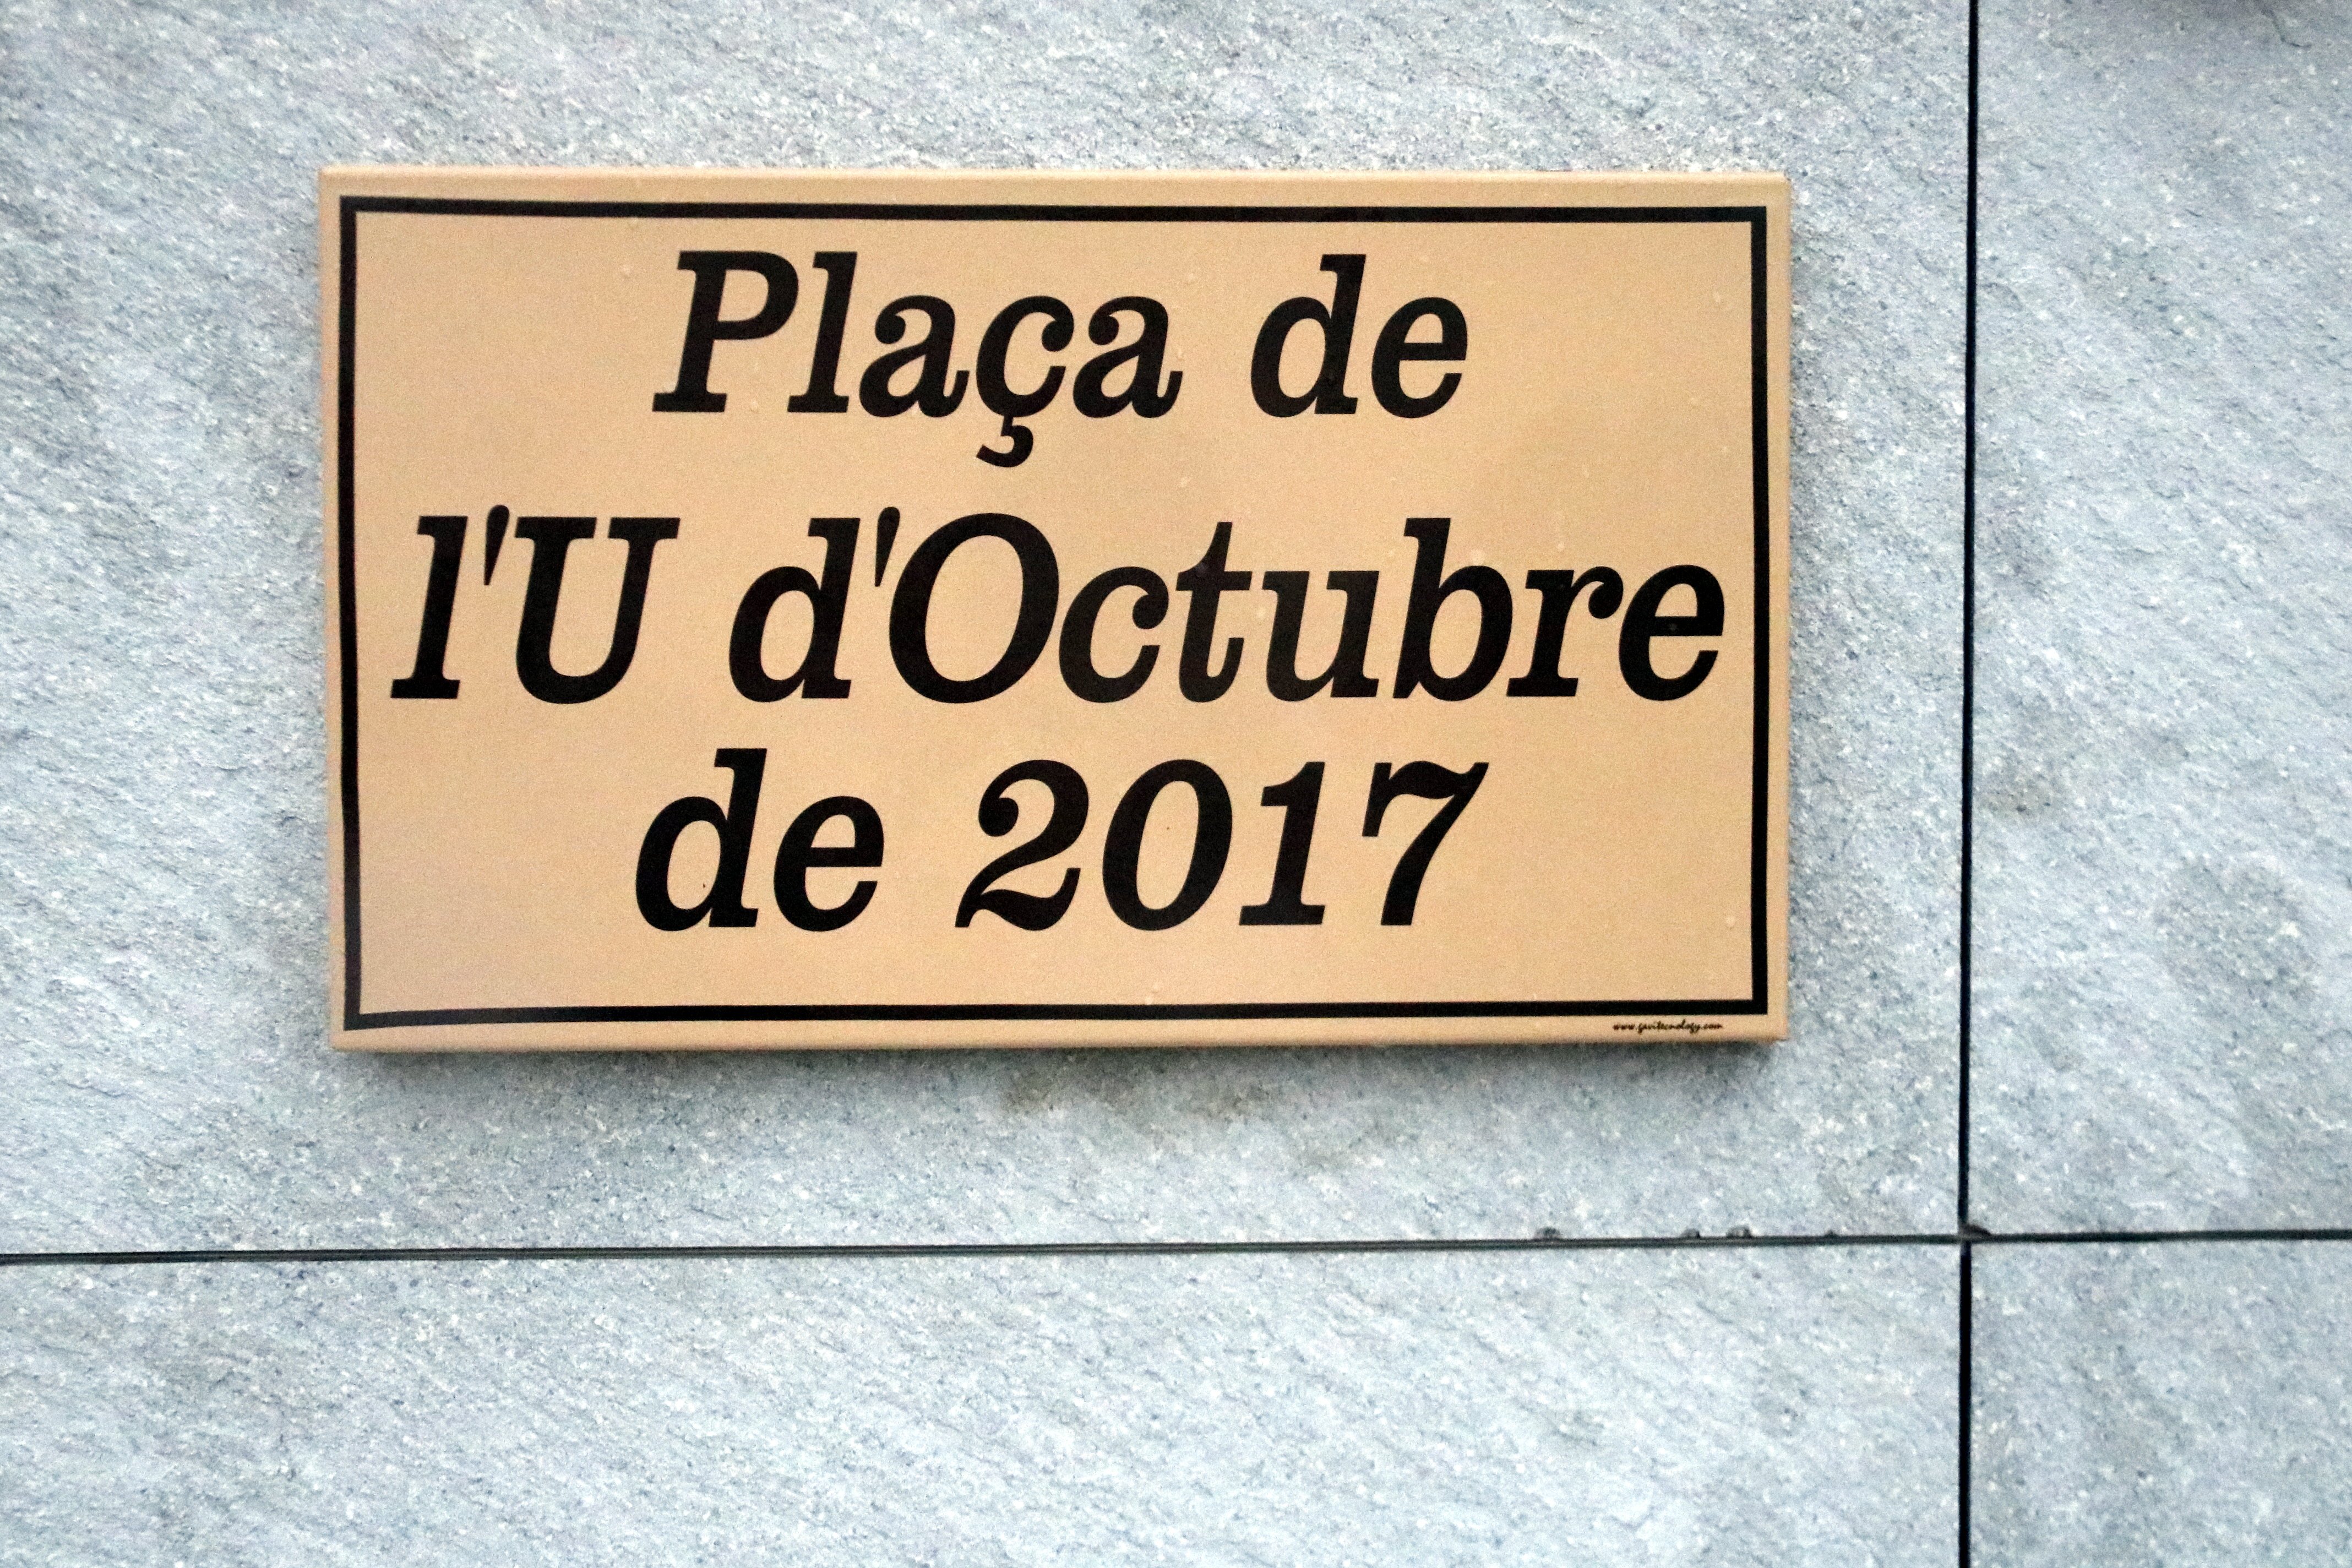 Plaça de
l'U d'Octubre
de 2017